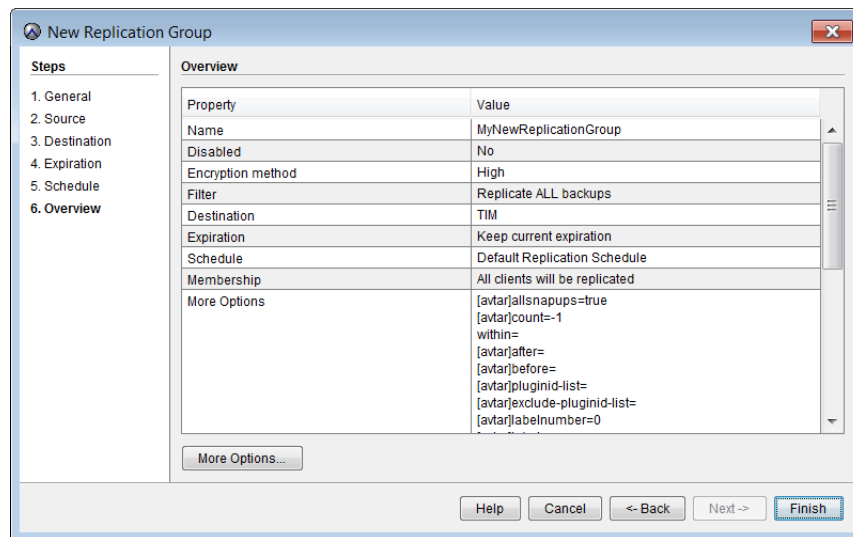 New Replication Group
Steps
1. General
2. Source
3. Destination
4. Expiration
5. Schedule
6. Overview
Overview
Property Value
Name MyNewReplicationGroup
Disabled No
Encryption method High
Filter Replicate ALL backups
Destination TIM
Expiration Keep current expiration
Schedule Default Replication Schedule
Membership All clients will be replicated
More Options [avtar]allsnapups=true
[avtar]count=-1
within=
[avtar]after=
[avtar]before=
[avtar]pluginid-list=
[avtar]exclude-pluginid-list=
[avtar]labelnumber=0
More Options...
Help Cancel <- Back Next -> Finish